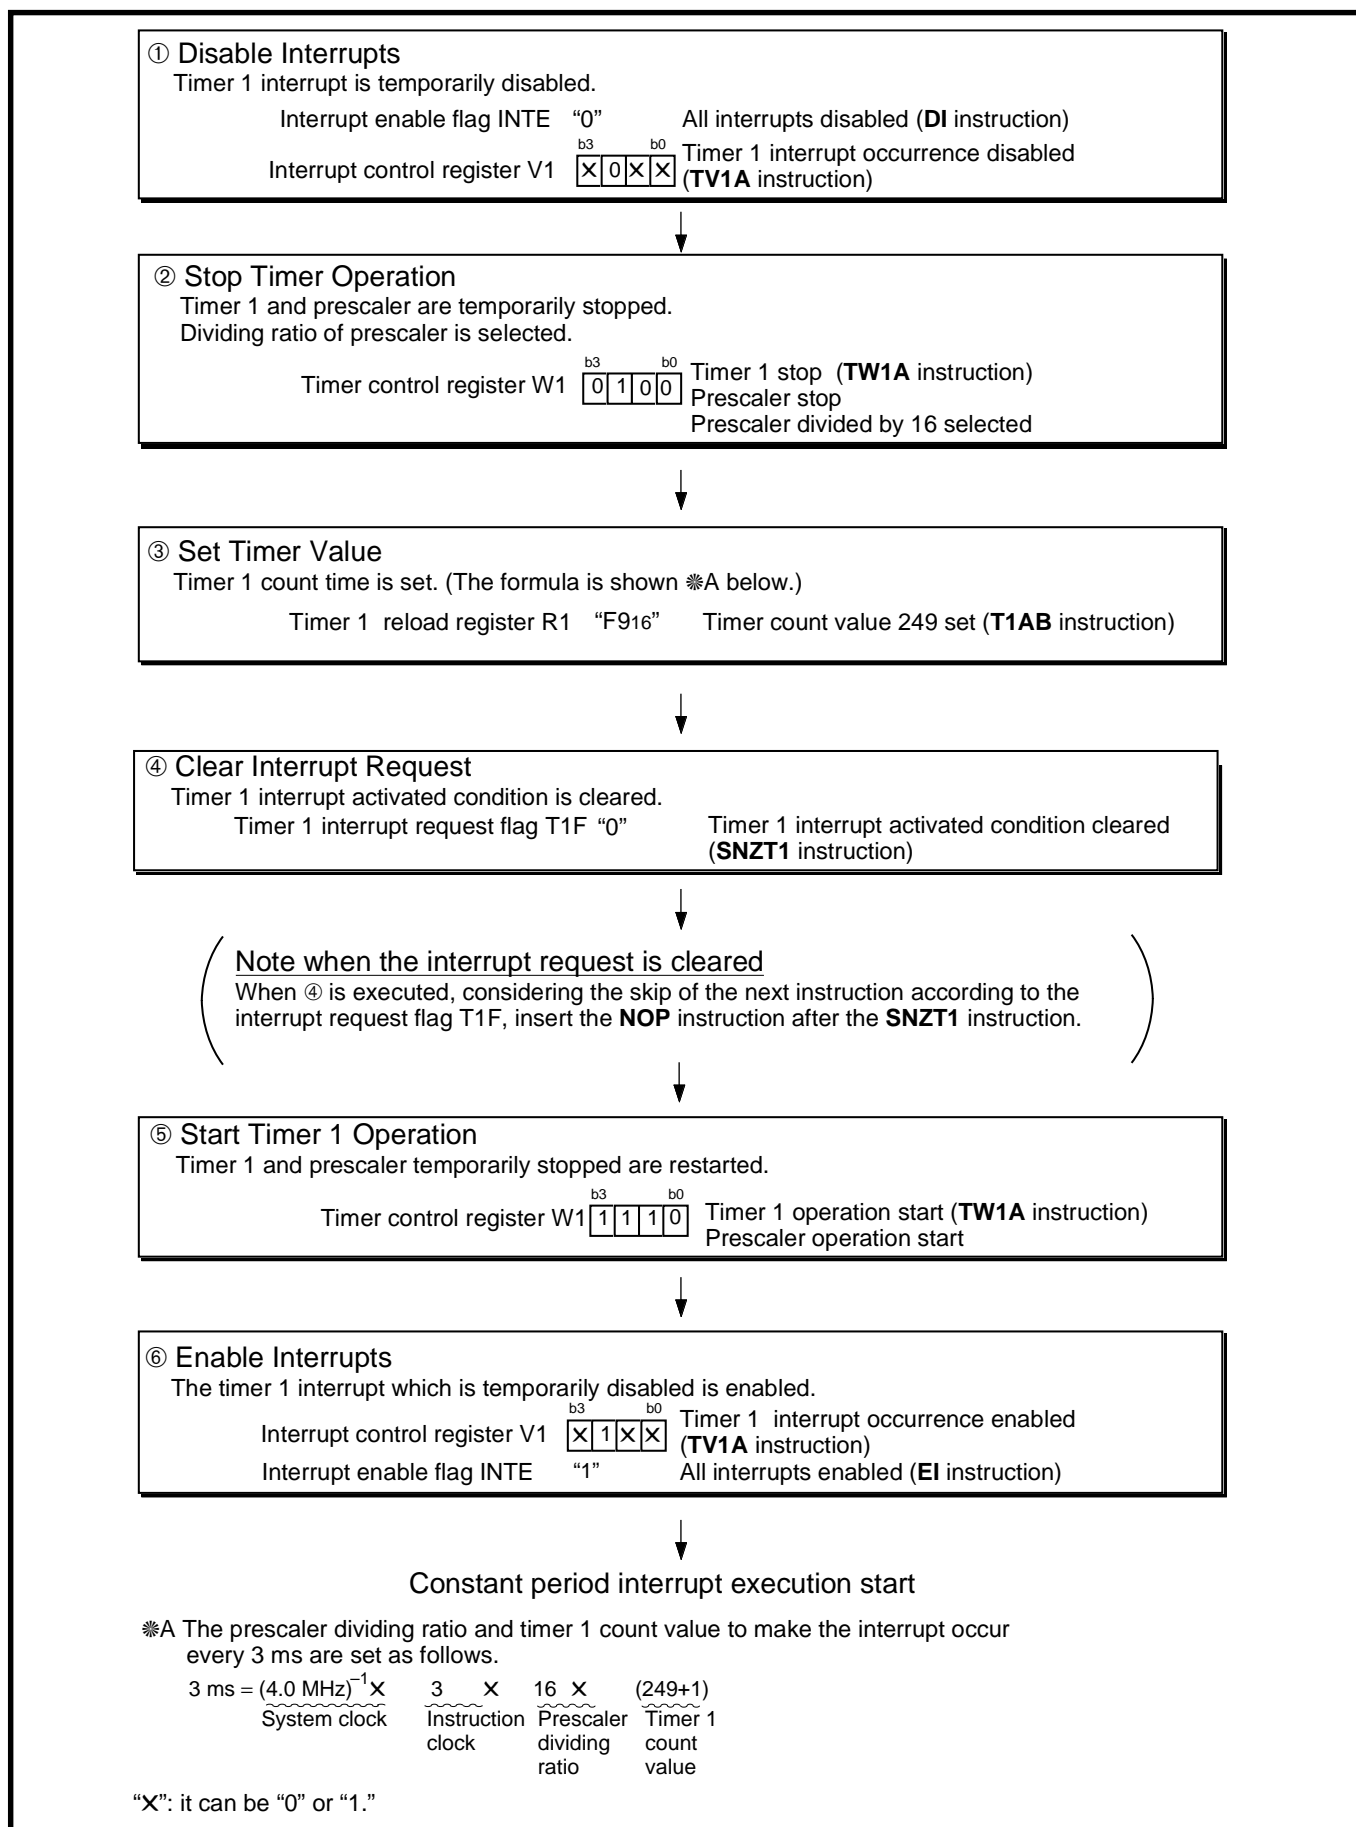 ① Disable Interrupts
Timer 1 interrupt is temporarily disabled.
Interrupt enable flag INTE “0” All interrupts disabled (DI instruction)
b3 b0
Interrupt control register V1 ✕ 0 ✕ ✕ Timer 1 interrupt occurrence disabled
(TV1A instruction)
② Stop Timer Operation
Timer 1 and prescaler are temporarily stopped.
Dividing ratio of prescaler is selected.
b3 b0
Timer control register W1 0 1 0 0 Timer 1 stop (TW1A instruction)
Prescaler stop
Prescaler divided by 16 selected
③ Set Timer Value
Timer 1 count time is set. (The formula is shown ❊A below.)
Timer 1 reload register R1 “F916” Timer count value 249 set (T1AB instruction)
④ Clear Interrupt Request
Timer 1 interrupt activated condition is cleared.
Timer 1 interrupt request flag T1F “0” Timer 1 interrupt activated condition cleared
(SNZT1 instruction)
Note when the interrupt request is cleared
When ④ is executed, considering the skip of the next instruction according to the
interrupt request flag T1F, insert the NOP instruction after the SNZT1 instruction.
⑤ Start Timer 1 Operation
Timer 1 and prescaler temporarily stopped are restarted.
b3 b0
Timer control register W1 1 1 1 0 Timer 1 operation start (TW1A instruction)
Prescaler operation start
⑥ Enable Interrupts
The timer 1 interrupt which is temporarily disabled is enabled.
b3 b0
Interrupt control register V1 ✕ 1 ✕ ✕ Timer 1 interrupt occurrence enabled
(TV1A instruction)
Interrupt enable flag INTE “1” All interrupts enabled (EI instruction)
Constant period interrupt execution start
❊A The prescaler dividing ratio and timer 1 count value to make the interrupt occur
every 3 ms are set as follows.
3 ms = (4.0 MHz)–1 ✕ 3 ✕ 16 ✕ (249+1)
System clock Instruction Prescaler Timer 1
clock dividing count
ratio value
“✕”: it can be “0” or “1.”